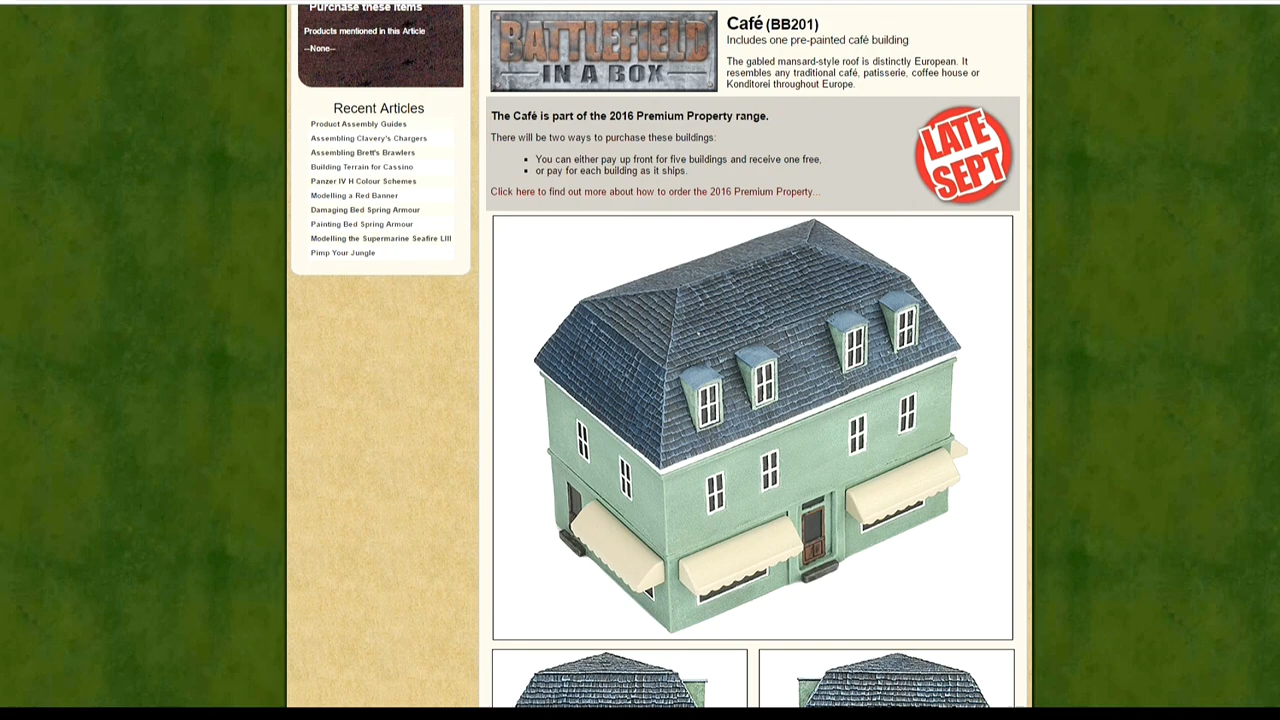 Purchase these items
Products mentioned in this Article
--None--
Recent Articles
Product Assembly Guides
Assembling Clavery's Chargers
Assembling Brett's Brawlers
Building Terrain for Cassino
Panzer IV H Colour Schemes
Modelling a Red Banner
Damaging Bed Spring Armour
Painting Bed Spring Armour
Modelling the Supermarine Seafire LIII
Pimp Your Jungle
BATTLEFIELD
IN A BOX
Café (BB201)
Includes one pre-painted café building
The gabled mansard-style roof is distinctly European. It
resembles any traditional café, patisserie, coffee house or
Konditorei throughout Europe.
The Café is part of the 2016 Premium Property range.
There will be two ways to purchase these buildings:
You can either pay up front for five buildings and receive one free,
or pay for each building as it ships.
Click here to find out more about how to order the 2016 Premium Property...
LATE
SEPT